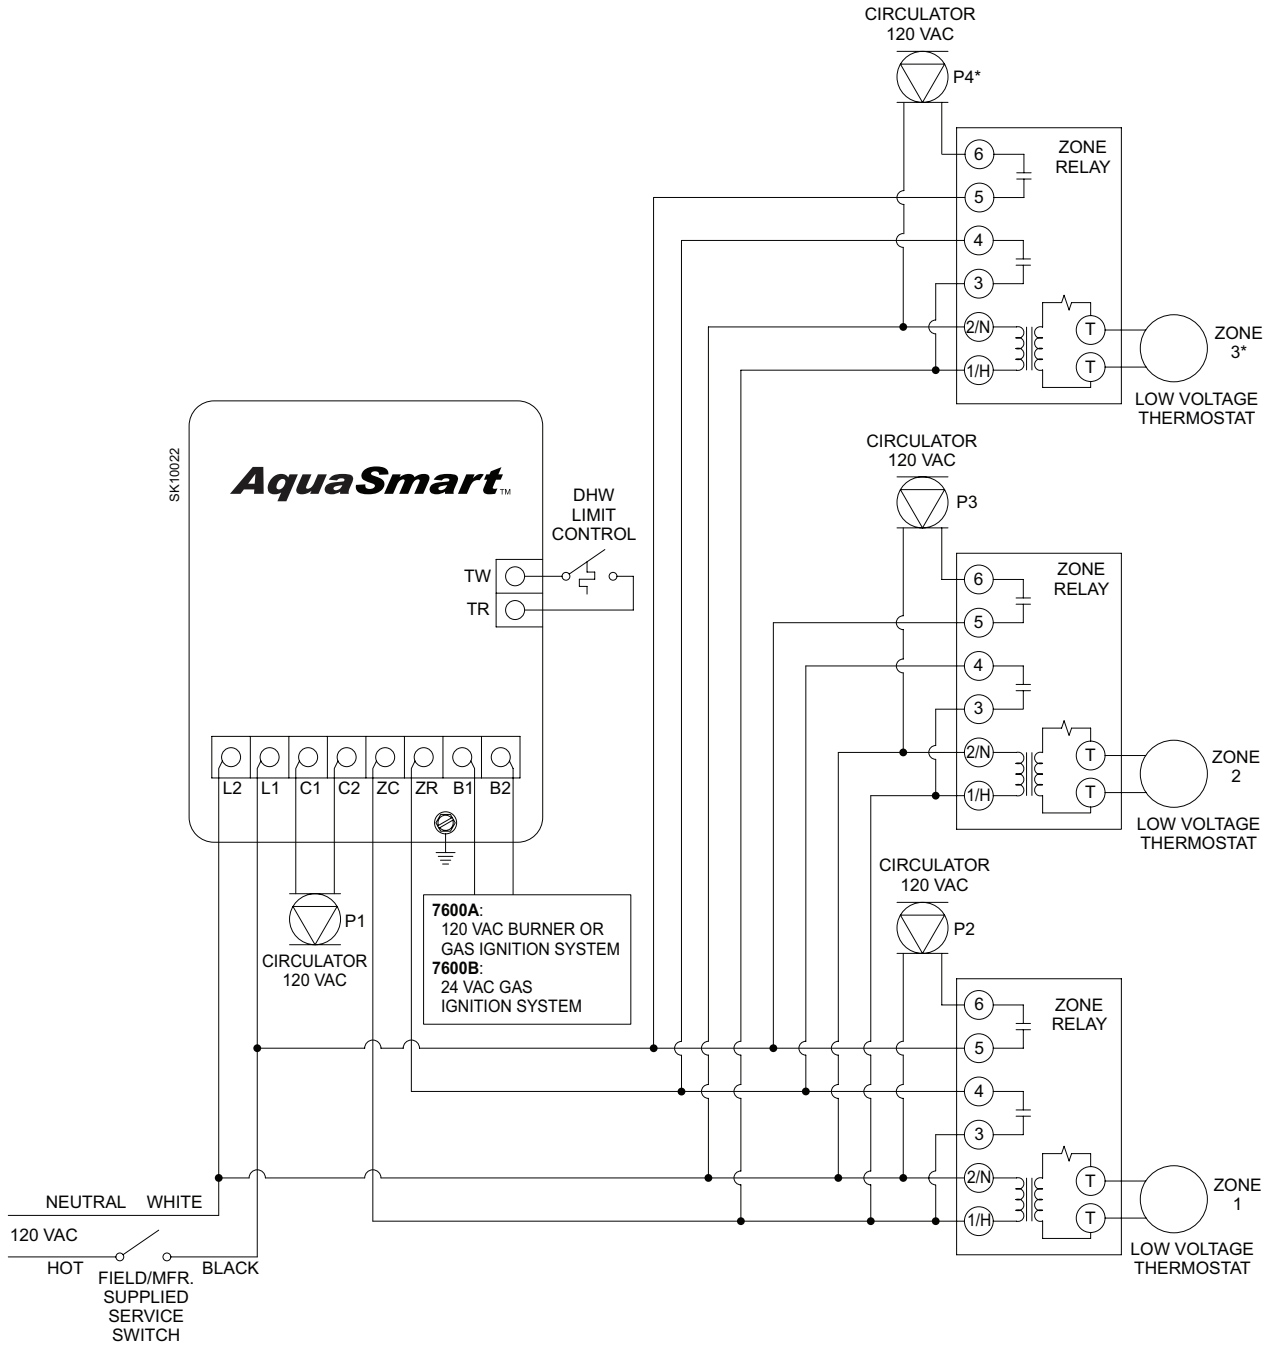 CIRCULATOR
120 VAC
P4*
6
ZONE
RELAY
5
4
3
2/N
T
1/H
T
ZONE
3*
LOW VOLTAGE
THERMOSTAT
SK10022
AquaSmart™
DHW
LIMIT
CONTROL
TW
TR
CIRCULATOR
120 VAC
P3
6
ZONE
RELAY
5
4
3
2/N
T
1/H
T
ZONE
2
LOW VOLTAGE
THERMOSTAT
L2 L1 C1 C2 ZC ZR B1 B2
P1
CIRCULATOR
120 VAC
7600A:
120 VAC BURNER OR
GAS IGNITION SYSTEM
7600B:
24 VAC GAS
IGNITION SYSTEM
CIRCULATOR
120 VAC
P2
6
ZONE
RELAY
5
4
3
2/N
T
1/H
T
ZONE
1
LOW VOLTAGE
THERMOSTAT
NEUTRAL WHITE
120 VAC
HOT
BLACK
FIELD/MFR.
SUPPLIED
SERVICE
SWITCH